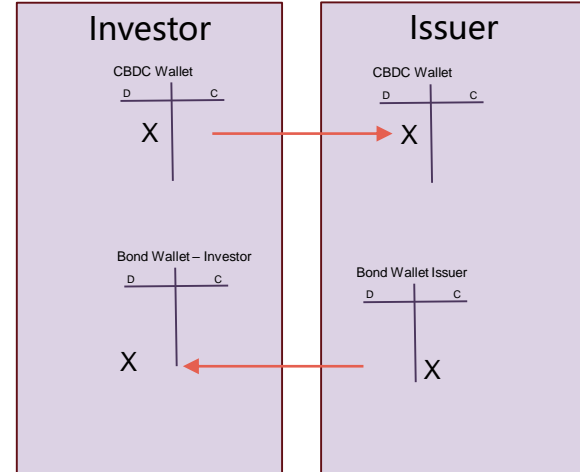 Investor
CBDC Wallet
D C
X
Bond Wallet – Investor
D C
X
Issuer
CBDC Wallet
D C
X
Bond Wallet Issuer
D C
X